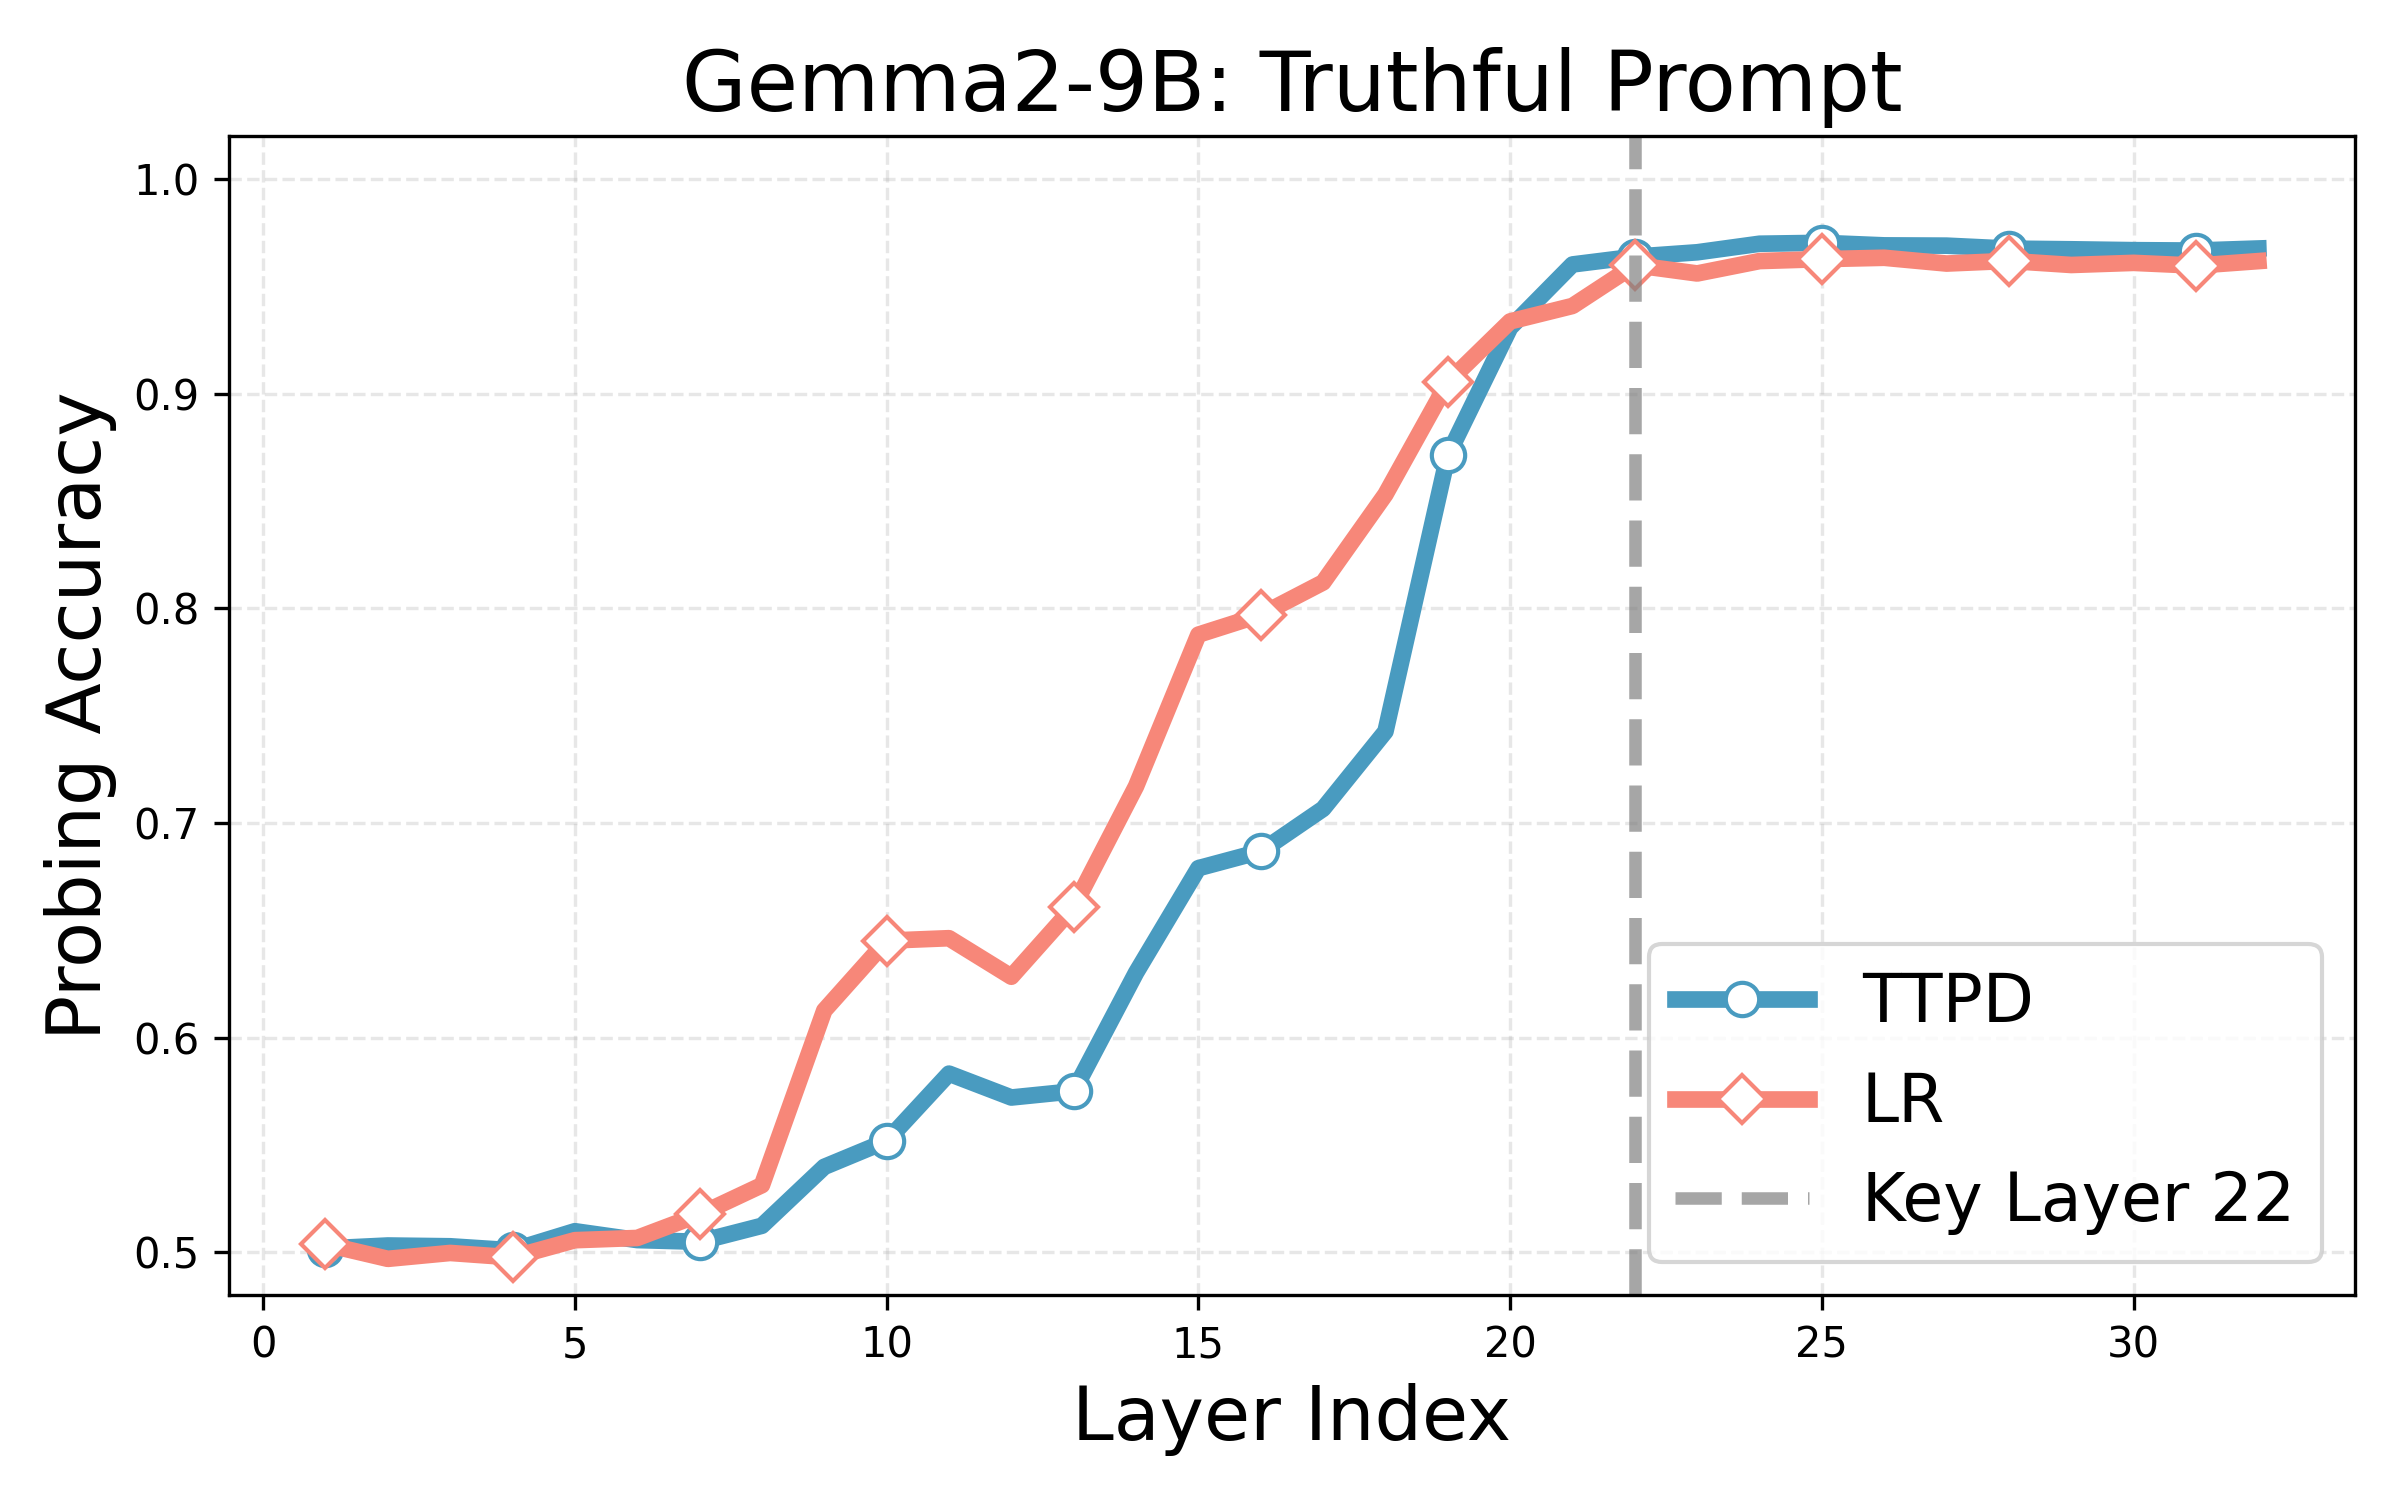 Gemma2-9B: Truthful Prompt
1.0
0.9
0.8
0.7
0.6
0.5
Probing Accuracy
0 5 10 15 20 25 30
Layer Index
TTPD
LR
Key Layer 22